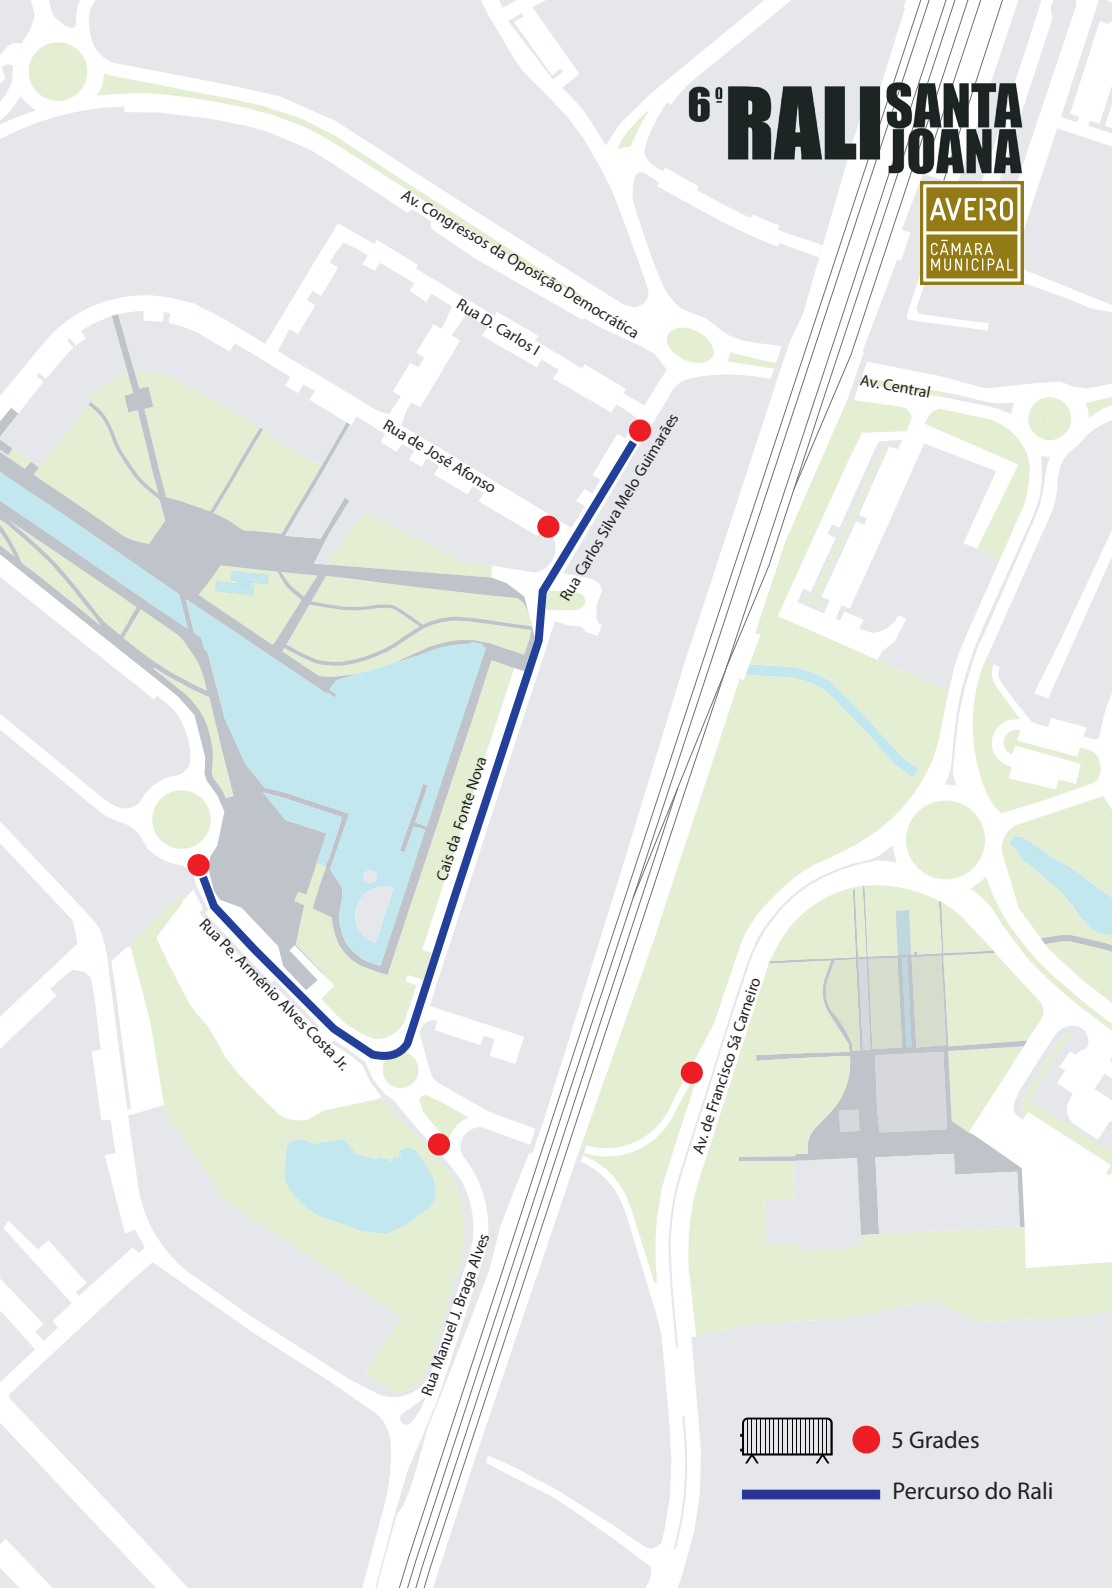 6º RALI SANTA
JOANA
AVEIRO
CÂMARA
MUNICIPAL
Av. Congressos da Oposição Democrática
Rua D. Carlos I
Av. Central
Rua de José Afonso
Rua Carlos Silva Melo Guimarães
Cais da Fonte Nova
Rua Pe. Arménio Alves Costa Jr.
Av. de Francisco Sá Carneiro
Rua Manuel J. Braga Alves
5 Grades
Percurso do Rali